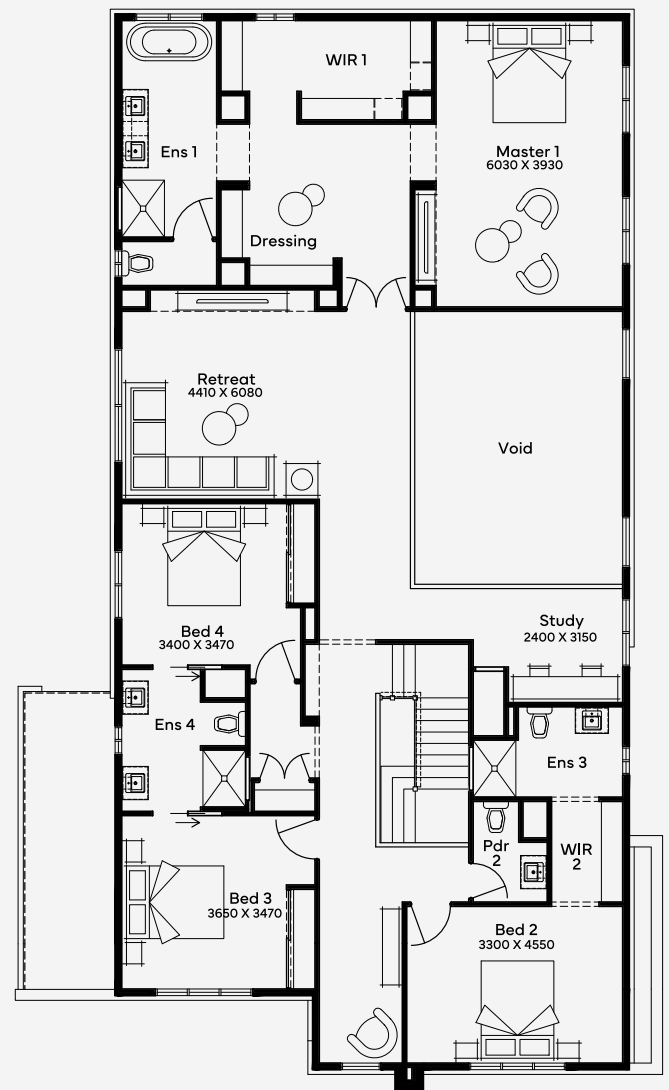 WIR 1
Ens 1
Master 1
6030 X 3930
Dressing
Retreat
4410 X 6080
Void
Bed 4
3400 X 3470
Study
2400 X 3150
Ens 4
Ens 3
Pdr
2
WIR
2
Bed 3
3650 X 3470
Bed 2
3300 X 4550